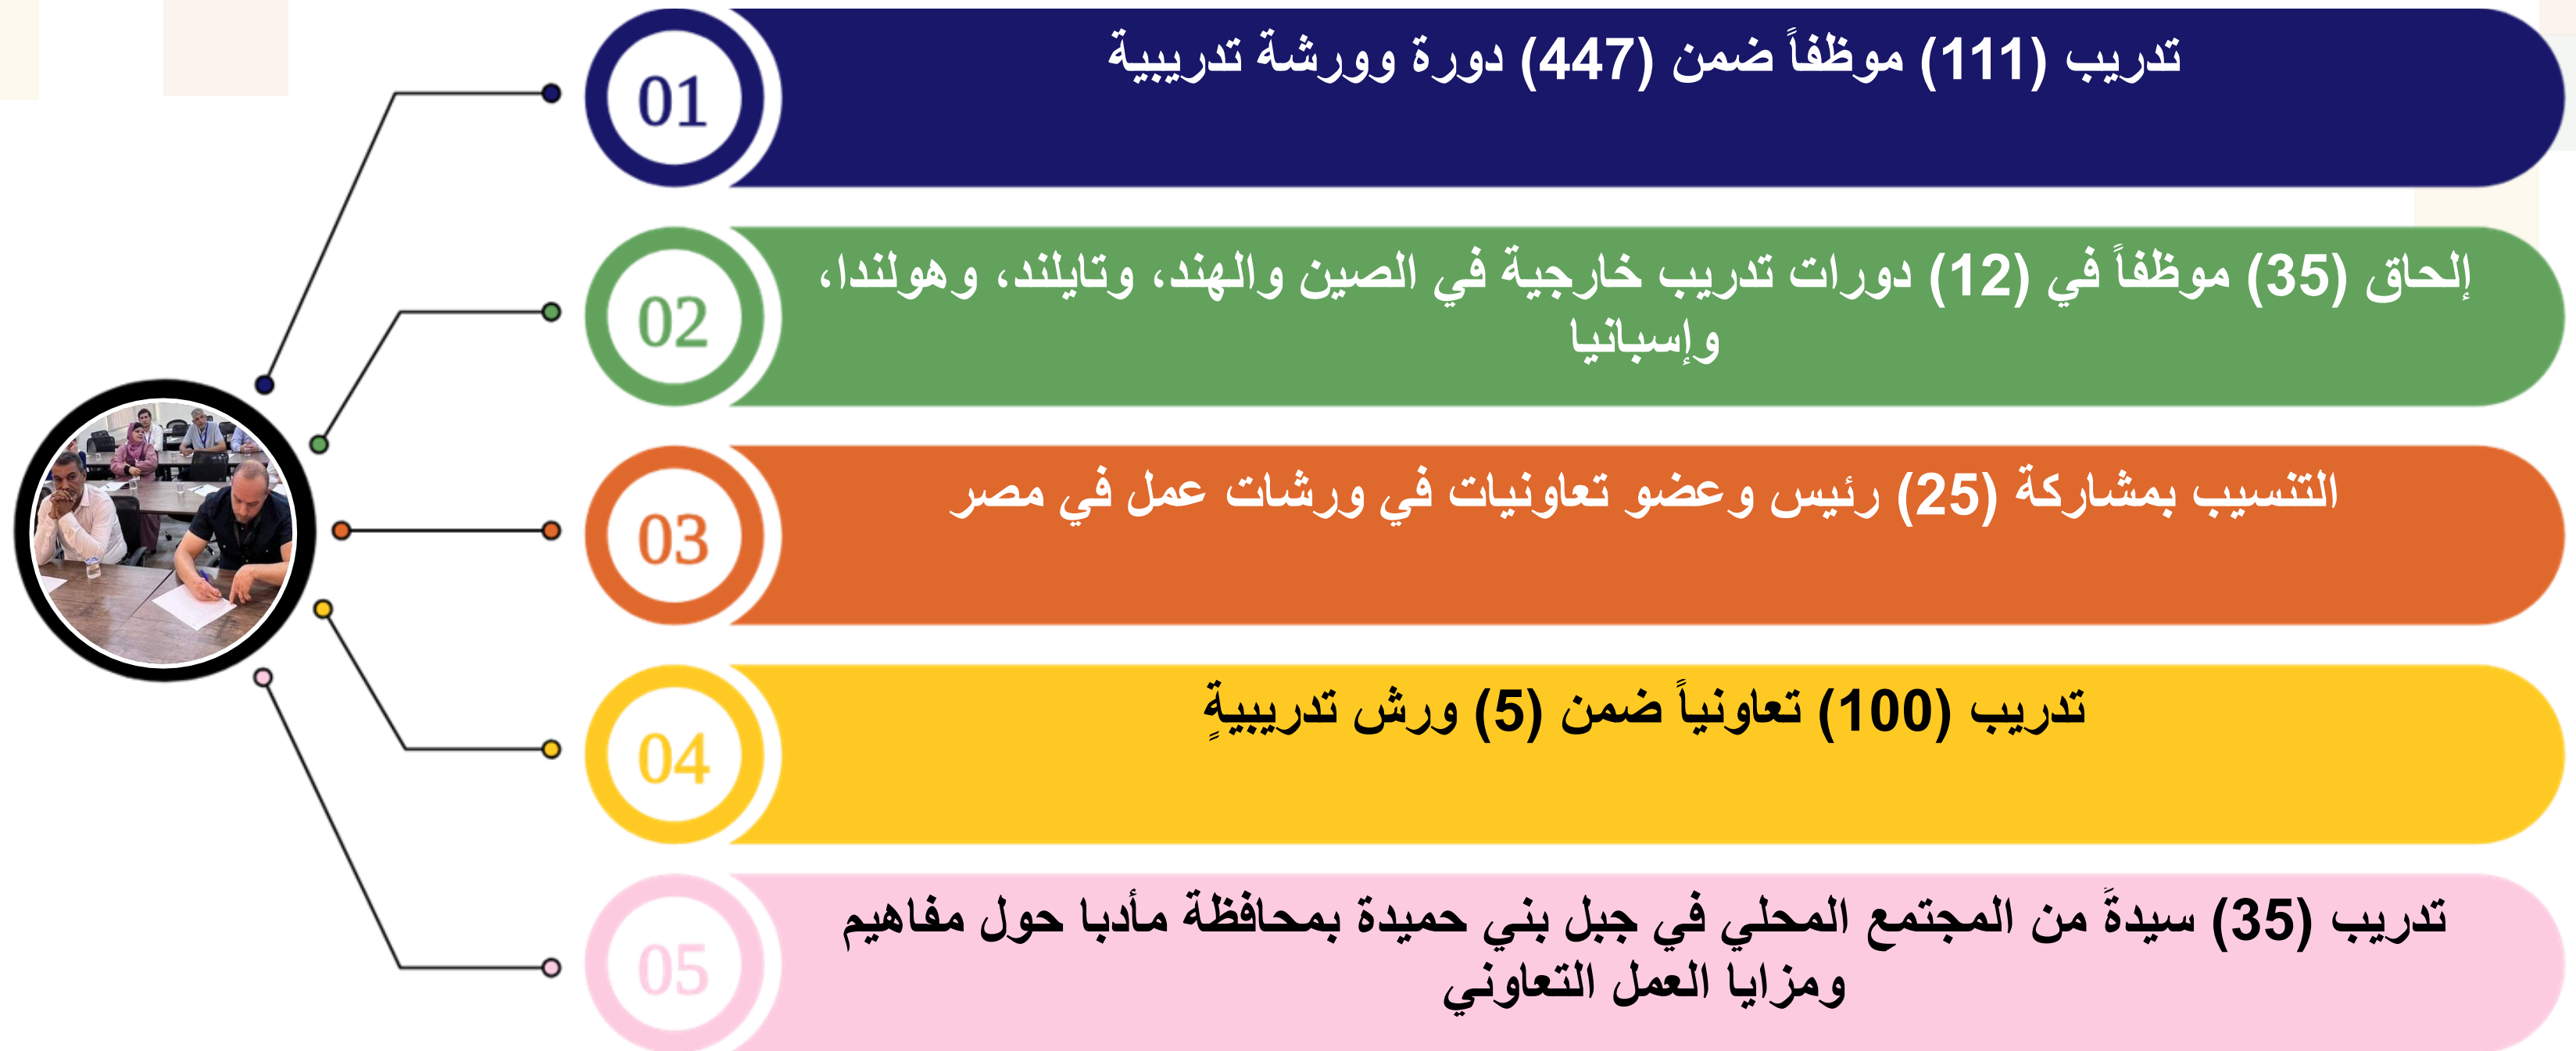 01
تدريب (111) موظفاً ضمن (447) دورة وورشة تدريبية
02
إلحاق (35) موظفاً في (12) دورات تدريب خارجية في الصين والهند، وتايلند، وهولندا،
وإسبانيا
03
التنسيب بمشاركة (25) رئيس وعضو تعاونيات في ورشات عمل في مصر
04
تدريب (100) تعاونياً ضمن (5) ورش تدريبيةٍ
05
تدريب (35) سيدةً من المجتمع المحلي في جبل بني حميدة بمحافظة مأدبا حول مفاهيم
ومزايا العمل التعاوني